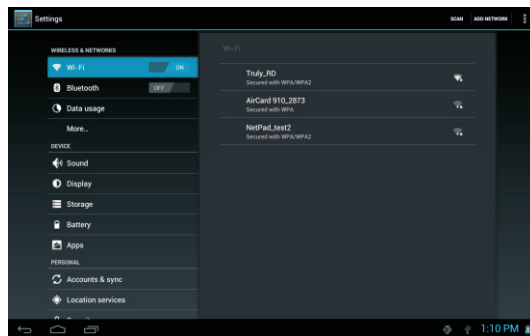 Settings
SCAN ADD NETWORK
WIRELESS & NETWORKS
Wi-Fi ON
Bluetooth OFF
Data usage
More...
DEVICE
Sound
Display
Storage
Battery
Apps
PERSONAL
Accounts & sync
Location services
Wi-Fi
Truly_RD
Secured with WPA/WPA2
AirCard 910_2873
Secured with WPA
NetPad_test2
Secured with WPA/WPA2
1:10 PM